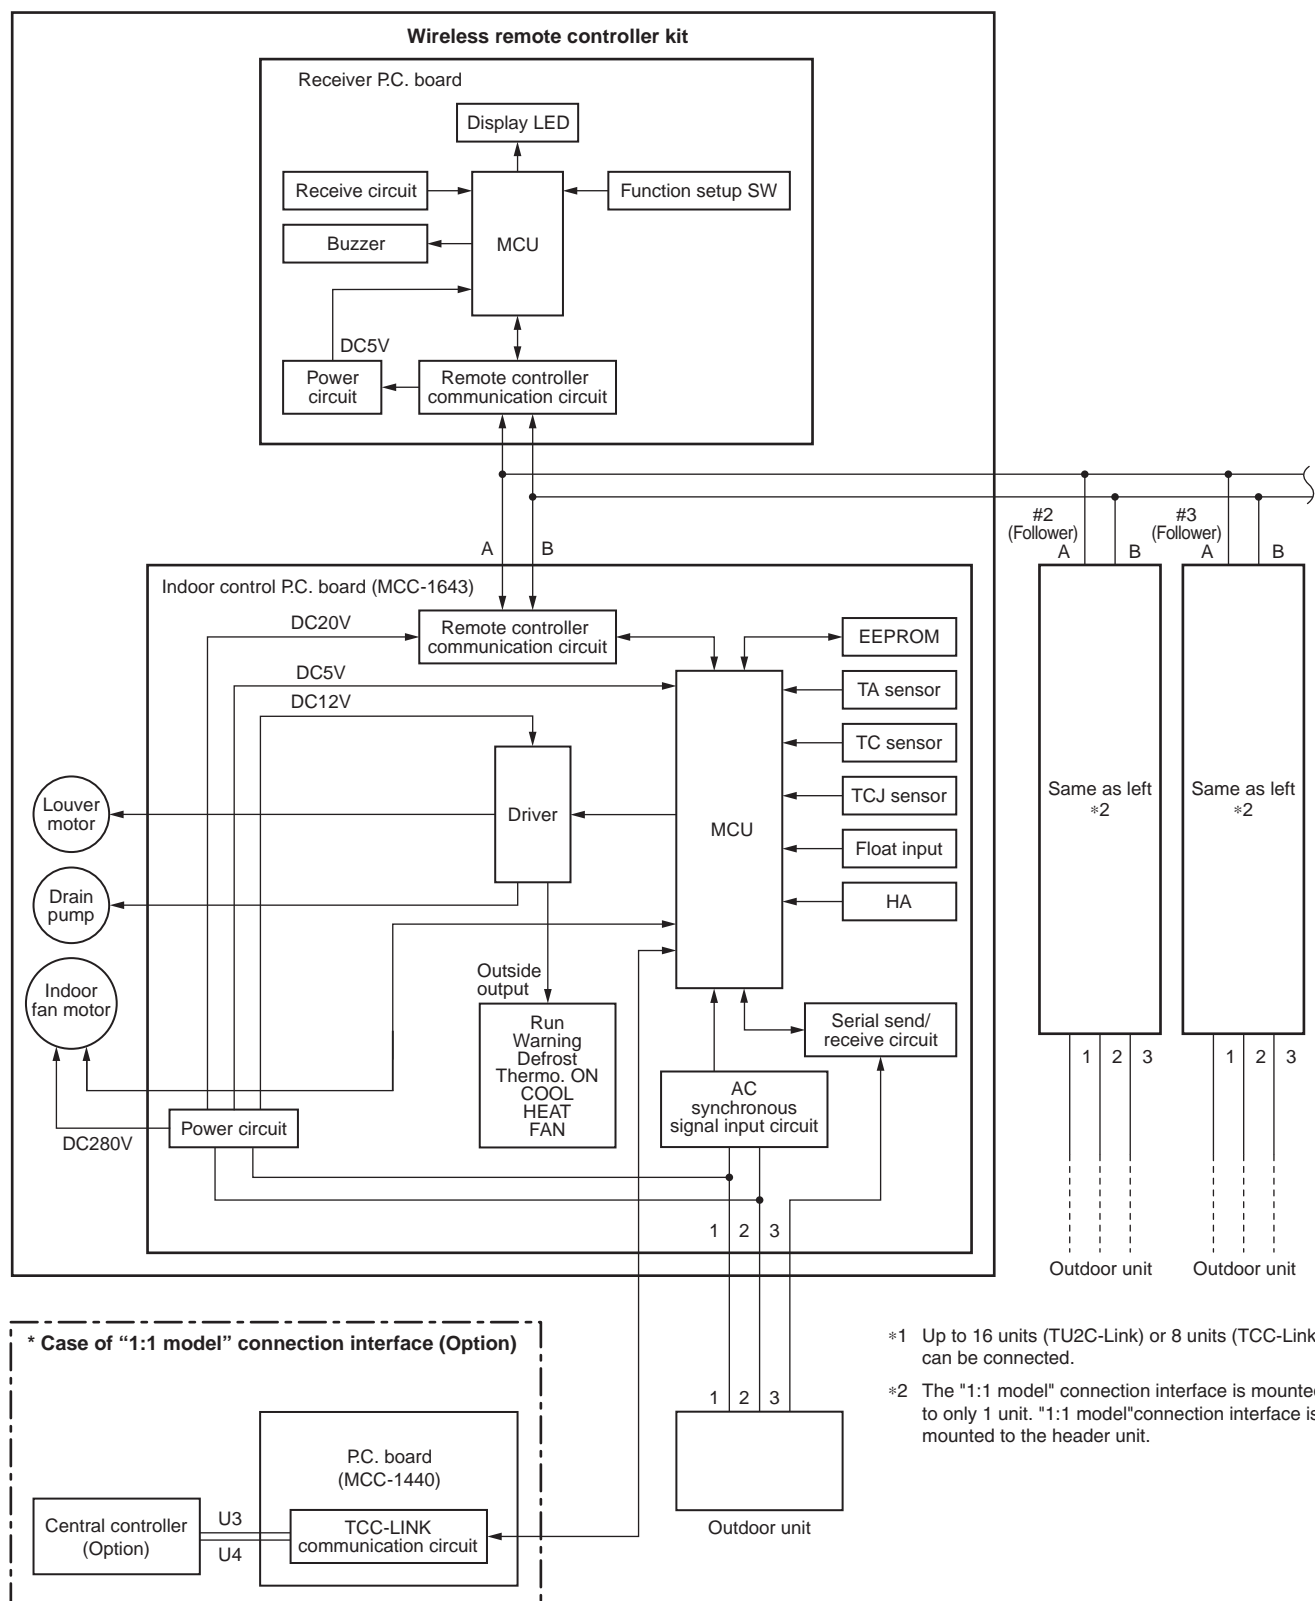 Wireless remote controller kit
Receiver P.C. board
Display LED
Receive circuit
Function setup SW
Buzzer
MCU
DC5V
Power
circuit
Remote controller
communication circuit
#2
(Follower)
#3
(Follower)
A
B
A
B
A
B
Indoor control P.C. board (MCC-1643)
DC20V
Remote controller
communication circuit
EEPROM
DC5V
TA sensor
DC12V
TC sensor
TCJ sensor
Louver
motor
Driver
MCU
Same as left
*2
Same as left
*2
Float input
Drain
pump
HA
Outside
output
Indoor
fan motor
Run
Warning
Defrost
Thermo. ON
COOL
HEAT
FAN
Serial send/
receive circuit
1 2 3
1 2 3
AC
synchronous
signal input circuit
Power circuit
DC280V
1 2 3
Outdoor unit
Outdoor unit
* Case of “1:1 model” connection interface (Option)
*1 Up to 16 units (TU2C-Link) or 8 units (TCC-Link
can be connected.
*2 The "1:1 model" connection interface is mounted
to only 1 unit. "1:1 model"connection interface is
mounted to the header unit.
1 2 3
P.C. board
(MCC-1440)
Central controller
(Option)
U3
U4
TCC-LINK
communication circuit
Outdoor unit